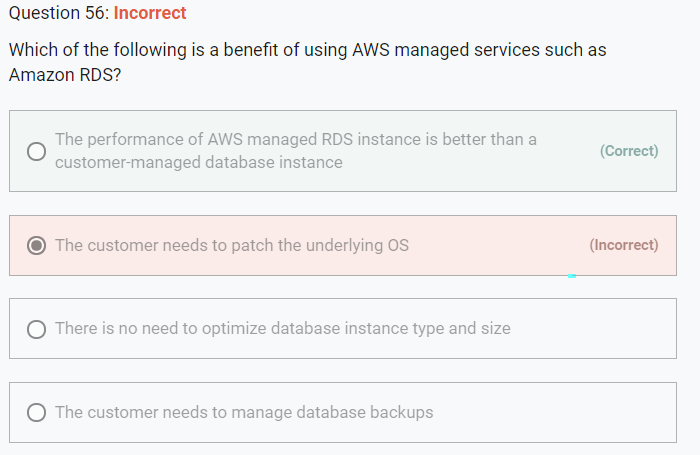 Question 56: Incorrect
Which of the following is a benefit of using AWS managed services such as
Amazon RDS?
The performance of AWS managed RDS instance is better than a
customer-managed database instance
(Correct)
The customer needs to patch the underlying OS
(Incorrect)
There is no need to optimize database instance type and size
The customer needs to manage database backups